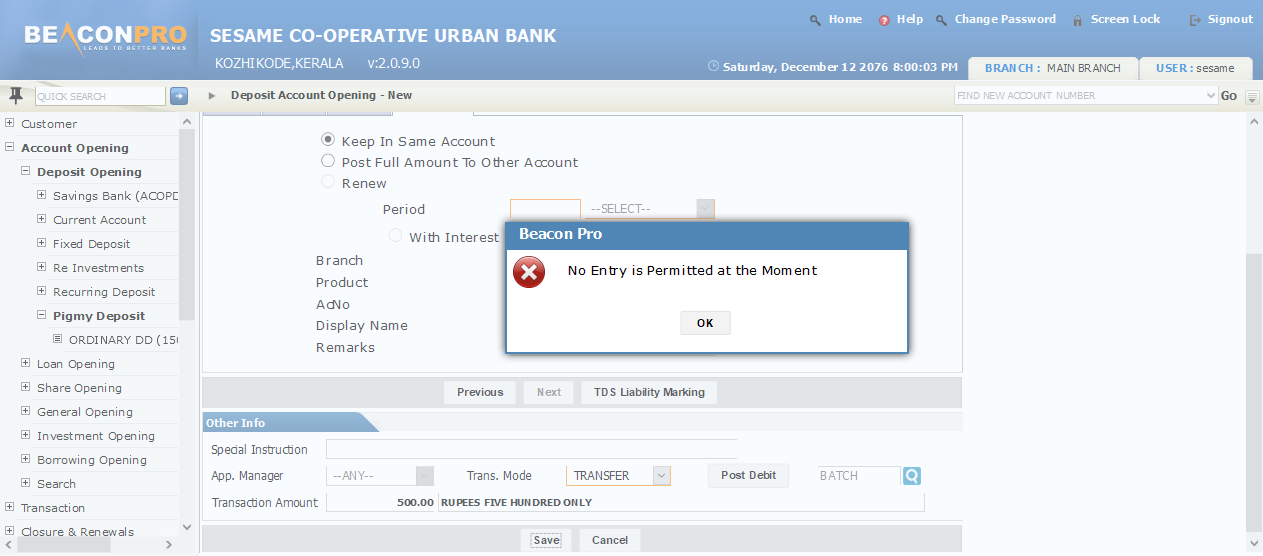 Home Help Change Password Screen Lock Signout
BEACONPRO
LEADS TO BETTER BANKS
SESAME CO-OPERATIVE URBAN BANK
KOZHIKODE,KERALA v:2.0.9.0
Saturday, December 12 2076 8:00:03 PM BRANCH : MAIN BRANCH USER : sesame
QUICK SEARCH Deposit Account Opening - New FIND NEW ACCOUNT NUMBER Go
Customer
Account Opening
Deposit Opening
Savings Bank (ACOPD
Current Account
Fixed Deposit
Re Investments
Recurring Deposit
Pigmy Deposit
ORDINARY DD (150
Loan Opening
Share Opening
General Opening
Investment Opening
Borrowing Opening
Search
Transaction
Closure & Renewals
Keep In Same Account
Post Full Amount To Other Account
Renew
Period --SELECT--
With Interest
Branch
Product
AcNo
Display Name
Remarks
Beacon Pro
No Entry is Permitted at the Moment
OK
Previous Next TDS Liability Marking
Other Info
Special Instruction
App. Manager --ANY-- Trans. Mode TRANSFER Post Debit BATCH
Transaction Amount 500.00 RUPEES FIVE HUNDRED ONLY
Save Cancel